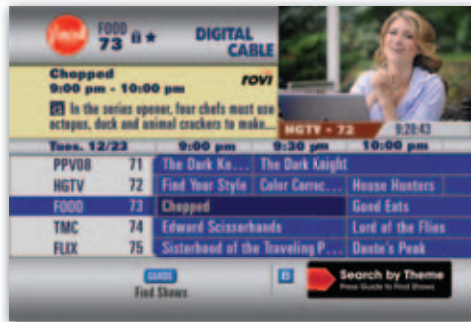 food
FOOD
73
DIGITAL
CABLE
Chopped
9:00 pm - 10:00 pm
rovi
G In the series opener, four chefs must use
octopus, duck and animal crackers to make...
HGTV • 72 9:20:43
Tues. 12/23 9:00 pm 9:30 pm 10:00 pm
PPV08 71 The Dark Kn... The Dark Knight
HGTV 72 Find Your Style Color Correc... House Hunters
FOOD 73 Chopped Good Eats
TMC 74 Edward Scissorhands Lord of the Flies
FLIX 75 Sisterhood of the Traveling P... Dante's Peak
GUIDE
Find Shows
B
Search by Theme
Press Guide to Find Shows